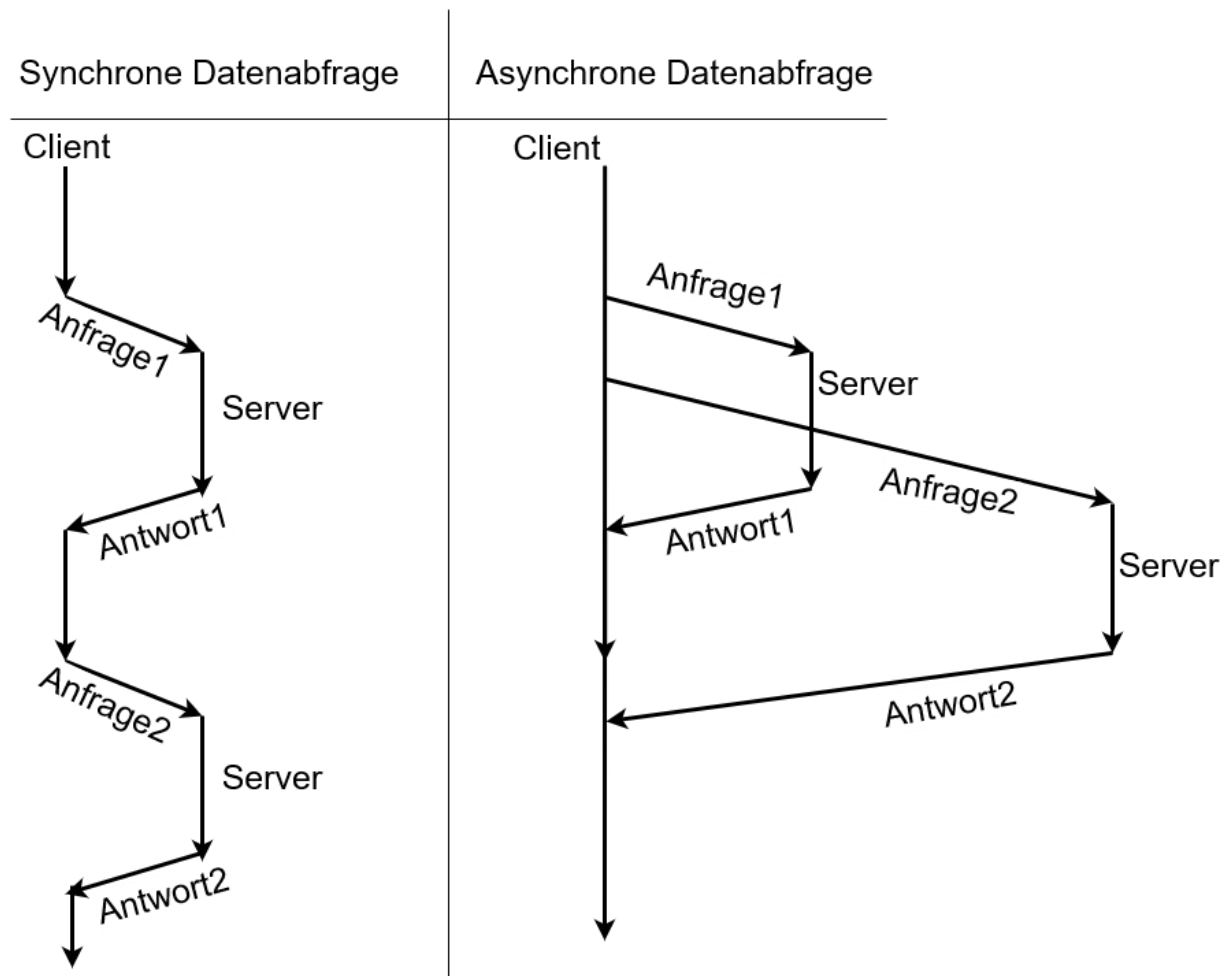 Synchrone Datenabfrage
Asynchrone Datenabfrage
Client
Anfrage1
Server
Antwort1
Anfrage2
Server
Antwort2
Client
Anfrage1
Server
Anfrage2
Antwort1
Server
Antwort2